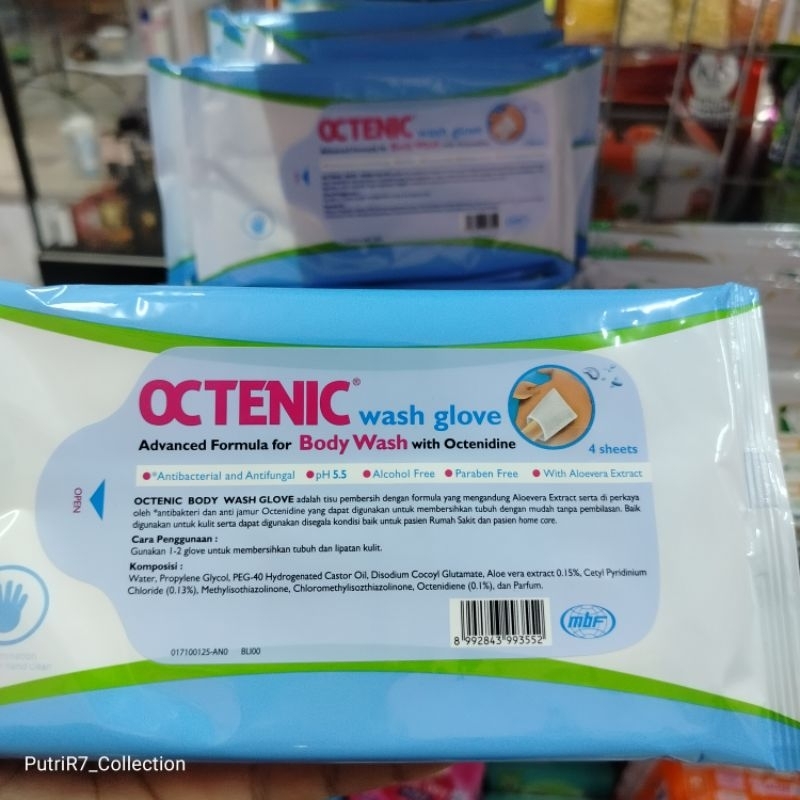 OCTENIC wash glove
Body Wash
OCTENIC® wash glove
Advanced Formula for Body Wash with Octenidine
4 sheets
*Antibacterial and Antifungal pH 5.5 Alcohol Free Paraben Free With Aloevera Extract
OPEN
OCTENIC BODY WASH GLOVE adalah tisu pembersih dengan formula yang mengandung Aloevera Extract serta di perkaya
oleh *antibakteri dan anti jamur Octenidine yang dapat digunakan untuk membersihkan tubuh dengan mudah tanpa pembilasan. Baik
digunakan untuk kulit serta dapat digunakan disegala kondisi baik untuk pasien Rumah Sakit dan pasien home care.
Cara Penggunaan :
Gunakan 1-2 glove untuk membersihkan tubuh dan lipatan kulit.
Komposisi :
Water, Propylene Glycol, PEG-40 Hydrogenated Castor Oil, Disodium Cocoyl Glutamate, Aloe vera extract 0.15%, Cetyl Pyridinium
Chloride (0.13%), Methylisothiazolinone, Chloromethylisozthiazolinone, Octenidiene (0.1%), dan Parfum.
8 992843 993552
mbf
017100125-AN0 BLI00
PutriR7_Collection